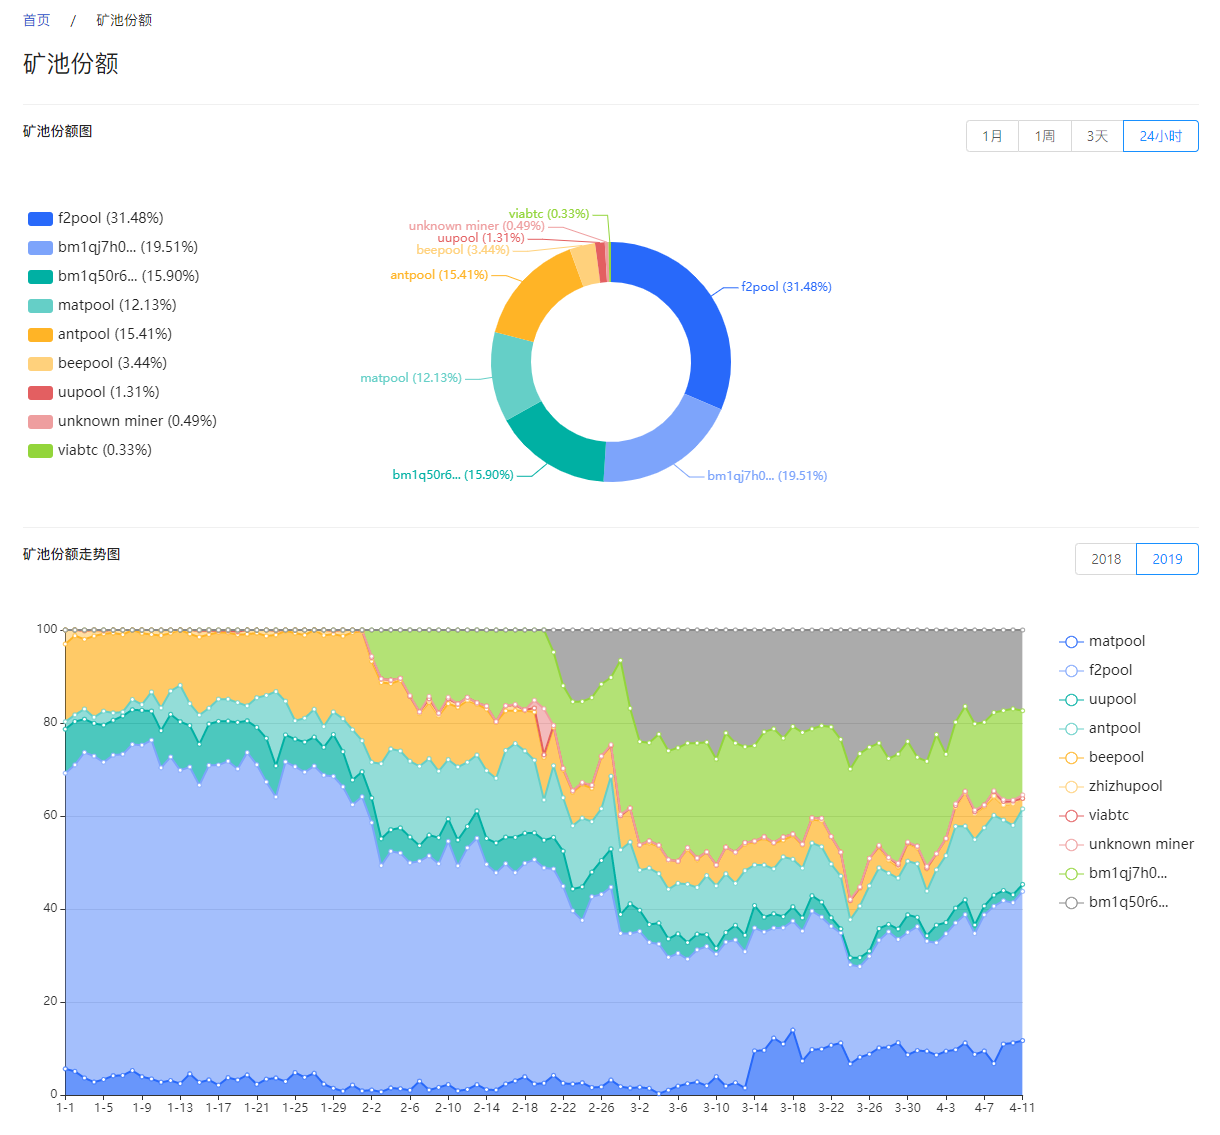 首页 / 矿池份额
矿池份额
矿池份额图
1月 1周 3天 24小时
f2pool (31.48%)
bm1qj7h0... (19.51%)
bm1q50r6... (15.90%)
matpool (12.13%)
antpool (15.41%)
beepool (3.44%)
uupool (1.31%)
unknown miner (0.49%)
viabtc (0.33%)
viabtc (0.33%)
unknown miner (0.49%)
uupool (1.31%)
beepool (3.44%)
antpool (15.41%)
f2pool (31.48%)
matpool (12.13%)
bm1q50r6... (15.90%)
bm1qj7h0... (19.51%)
矿池份额走势图
2018 2019
100
80
60
40
20
0
1-1 1-5 1-9 1-13 1-17 1-21 1-25 1-29 2-2 2-6 2-10 2-14 2-18 2-22 2-26 3-2 3-6 3-10 3-14 3-18 3-22 3-26 3-30 4-3 4-7 4-11
matpool
f2pool
uupool
antpool
beepool
zhizhupool
viabtc
unknown miner
bm1qj7h0...
bm1q50r6...